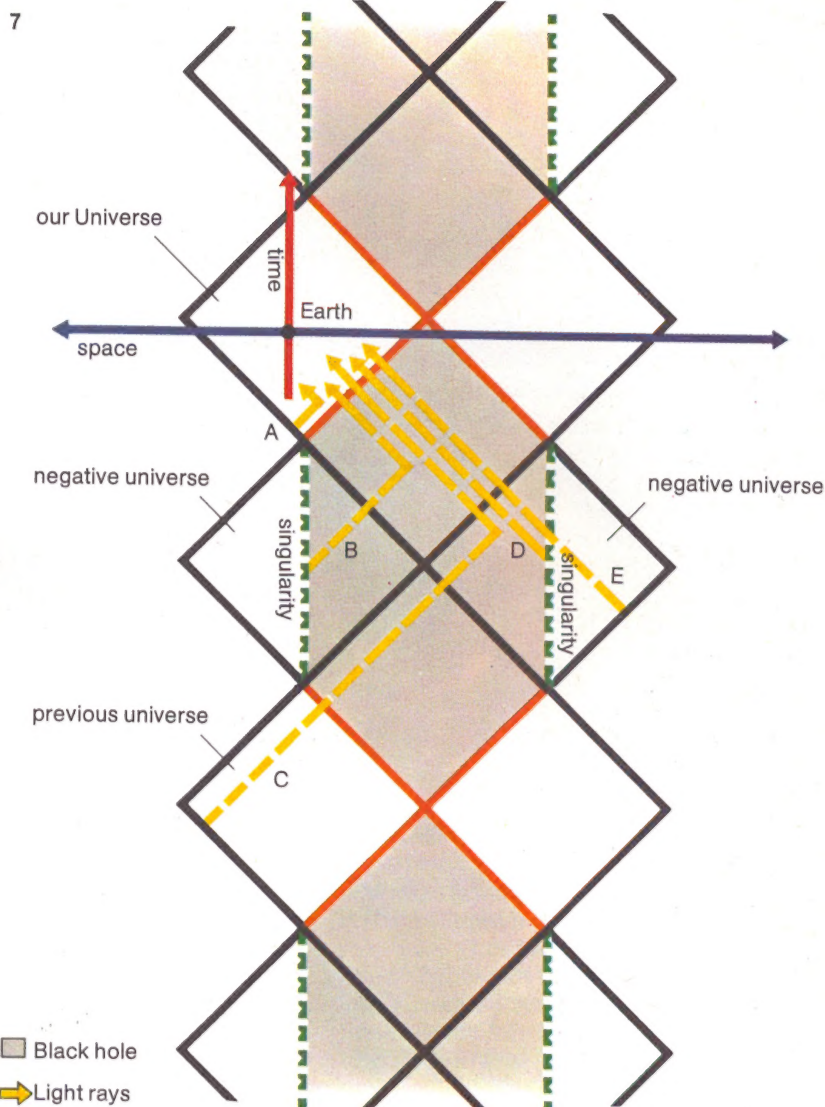 7
our Universe
time
Earth
space
A
negative universe
negative universe
singularity
B
D
singularity
E
previous universe
C
Black hole
Light rays